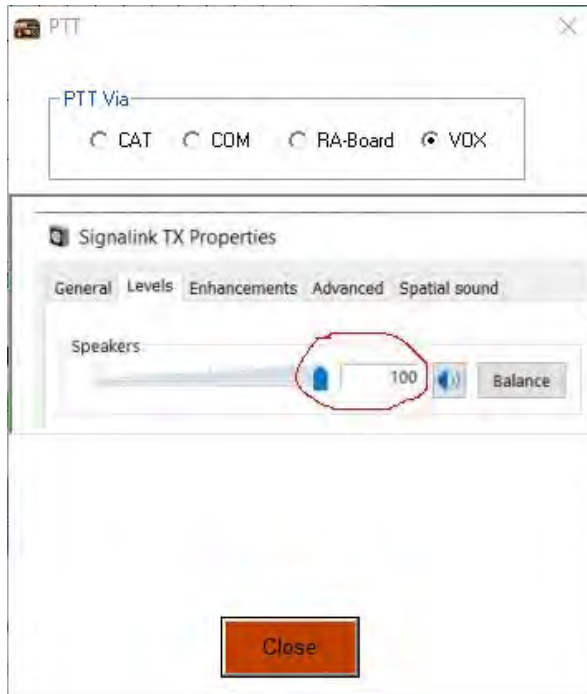 PTT
PTT Via
CAT COM RA-Board VOX
Signalink TX Properties
General Levels Enhancements Advanced Spatial sound
Speakers
100 Balance
Close